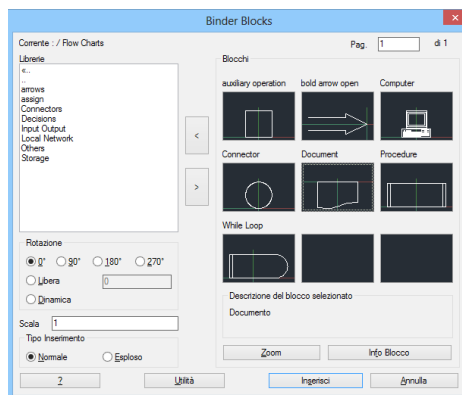 Binder Blocks
Corrente : / Flow Charts
Pag. 1 di 1
Librerie
«..
..
arrows
assign
Connectors
Decisions
Input Output
Local Network
Others
Storage
<
>
Blocchi
auxiliary operation bold arrow open Computer
Connector Document Procedure
While Loop
Rotazione
0° 90° 180° 270°
Libera 0
Dinamica
Scala 1
Tipo Inserimento
Normale Esploso
Descrizione del blocco selezionato
Documento
Zoom Info Blocco
? Utilità Inserisci Annulla